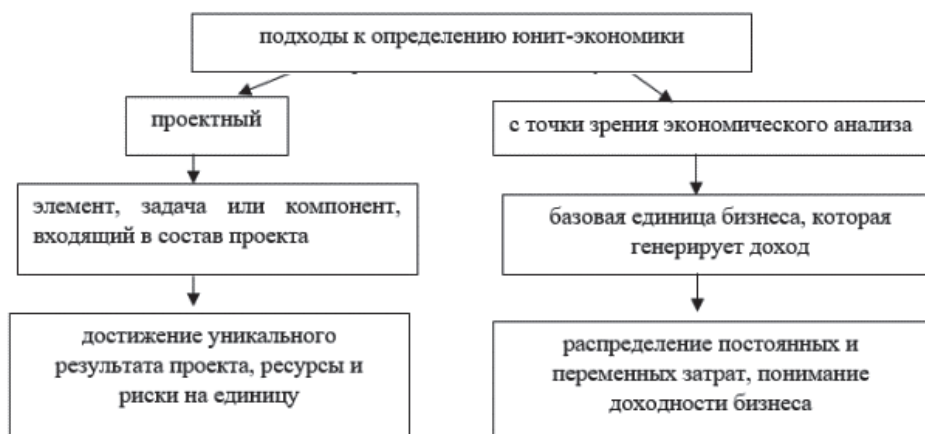 подходы к определению юнит-экономики
проектный
с точки зрения экономического анализа
элемент, задача или компонент,
входящий в состав проекта
базовая единица бизнеса, которая
генерирует доход
достижение уникального
результата проекта, ресурсы и
риски на единицу
распределение постоянных и
переменных затрат, понимание
доходности бизнеса